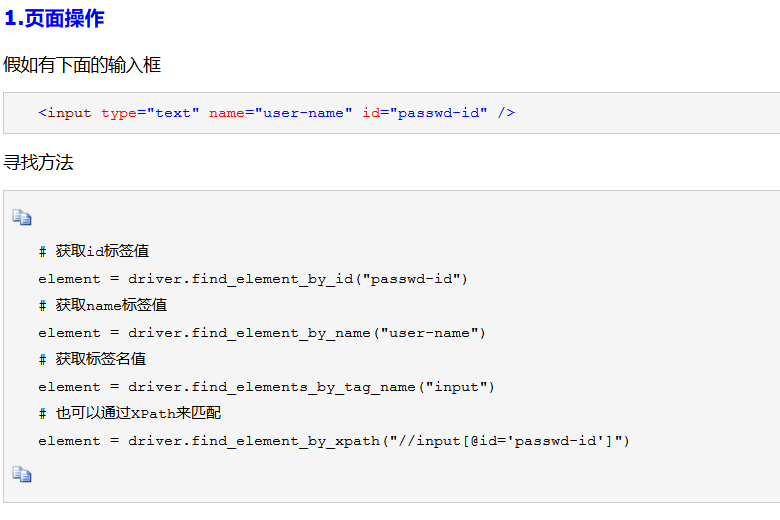 1.页面操作
假如有下面的输入框
<input type="text" name="user-name" id="passwd-id" />
寻找方法
# 获取id标签值
element = driver.find_element_by_id("passwd-id")
# 获取name标签值
element = driver.find_element_by_name("user-name")
# 获取标签名值
element = driver.find_elements_by_tag_name("input")
# 也可以通过XPath来匹配
element = driver.find_element_by_xpath("//input[@id='passwd-id']")